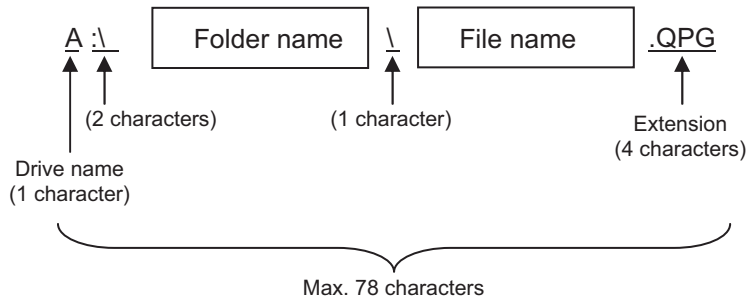 A :\ Folder name \ File name .QPG
(2 characters) (1 character) Extension
(4 characters)
Drive name
(1 character)
Max. 78 characters